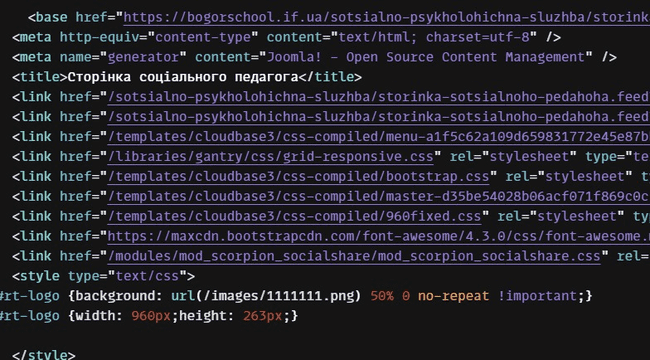 <base href="https://bogorschool.if.ua/sotsialno-psykholohichna-sluzhba/storink
<meta http-equiv="content-type" content="text/html; charset=utf-8" />
<meta name="generator" content="Joomla! - Open Source Content Management" />
<title>Сторінка соціального педагога</title>
<link href="/sotsialno-psykholohichna-sluzhba/storinka-sotsialnoho-pedahoha.feed
<link href="/sotsialno-psykholohichna-sluzhba/storinka-sotsialnoho-pedahoha.feed
<link href="/templates/cloudbase3/css-compiled/menu-a1f5c62a109d659831772e45e87b
<link href="/libraries/gantry/css/grid-responsive.css" rel="stylesheet" type="te
<link href="/templates/cloudbase3/css-compiled/bootstrap.css" rel="stylesheet" t
<link href="/templates/cloudbase3/css-compiled/master-d35be54028b06acf071f869c0c
<link href="/templates/cloudbase3/css-compiled/960fixed.css" rel="stylesheet" typ
<link href="https://maxcdn.bootstrapcdn.com/font-awesome/4.3.0/css/font-awesome.
<link href="/modules/mod_scorpion_socialshare/mod_scorpion_socialshare.css" rel=
<style type="text/css">
#rt-logo {background: url(/images/1111111.png) 50% 0 no-repeat !important;}
#rt-logo {width: 960px;height: 263px;}
</style>